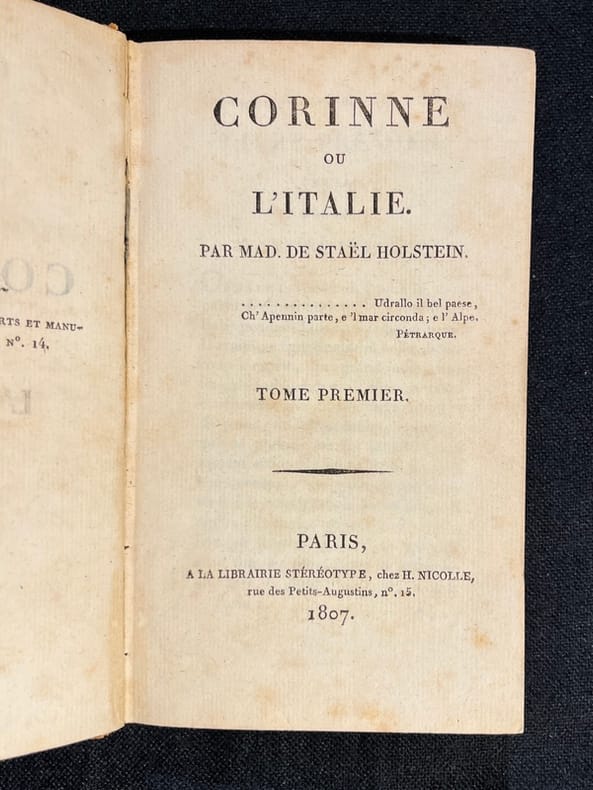 RTS ET MANU-
N°. 14.
CORINNE
OU
L'ITALIE.
PAR MAD. DE STAËL HOLSTEIN.
............... Udrallo il bel paese,
Ch' Apennin parte, e 'l mar circonda; e l' Alpe.
PÉTRARQUE.
TOME PREMIER.
PARIS,
A LA LIBRAIRIE STÉRÉOTYPE, chez H. NICOLLE,
rue des Petits-Augustins, n°. 15.
1807.